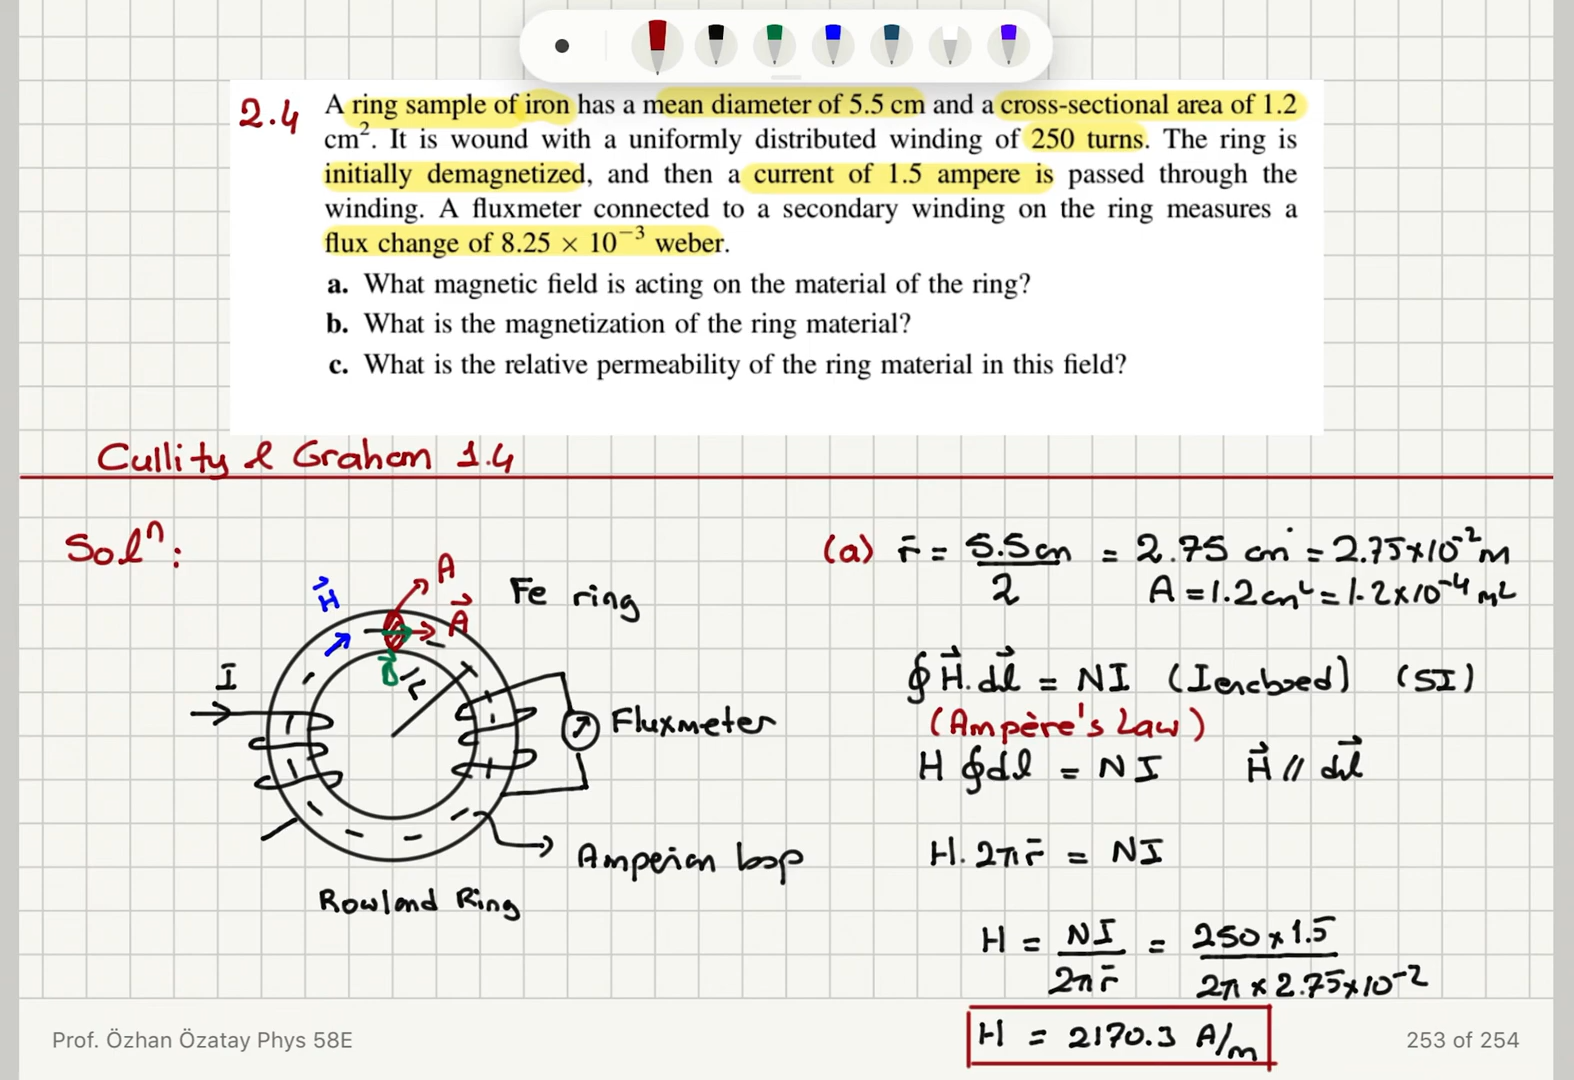 2.4 A ring sample of iron has a mean diameter of 5.5 cm and a cross-sectional area of 1.2
cm². It is wound with a uniformly distributed winding of 250 turns. The ring is
initially demagnetized, and then a current of 1.5 ampere is passed through the
winding. A fluxmeter connected to a secondary winding on the ring measures a
flux change of 8.25 × 10⁻³ weber.
a. What magnetic field is acting on the material of the ring?
b. What is the magnetization of the ring material?
c. What is the relative permeability of the ring material in this field?
Cullity & Graham 1.4
Solⁿ:
A
H⃗
Fe ring
A⃗
I
r̄
Fluxmeter
Amperian loop
Rowland Ring
(a) r̄ = 5.5cm / 2 = 2.75 cm = 2.75×10⁻² m
A = 1.2cm² = 1.2×10⁻⁴ m²
∮ H⃗. dl⃗ = NI (Ienclosed) (SI)
(Ampère's Law)
H ∮dl = NI H⃗ // dl⃗
H. 2π r̄ = NI
H = NI / 2π r̄ = 250 × 1.5 / 2π × 2.75×10⁻²
H = 2170.3 A/m
Prof. Özhan Özatay Phys 58E
253 of 254